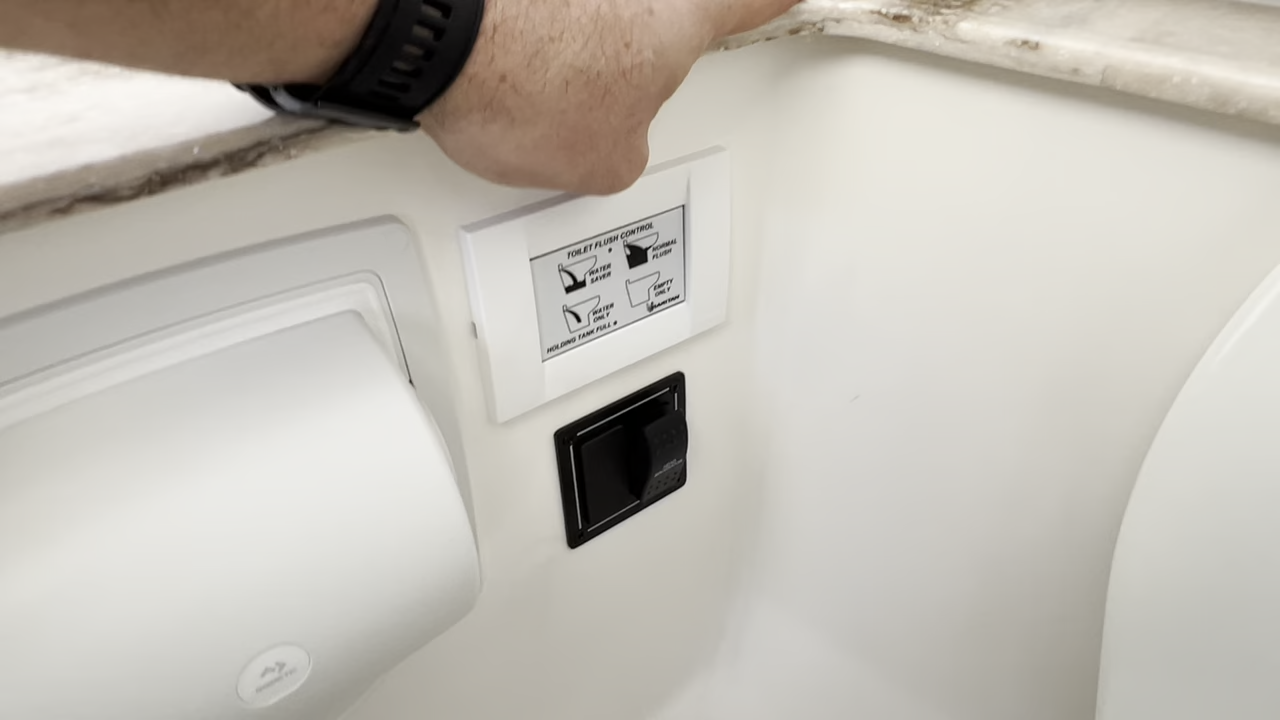 TOILET FLUSH CONTROL
WATER
SAVER
NORMAL
FLUSH
WATER
ONLY
EMPTY
ONLY
HOLDING TANK FULL